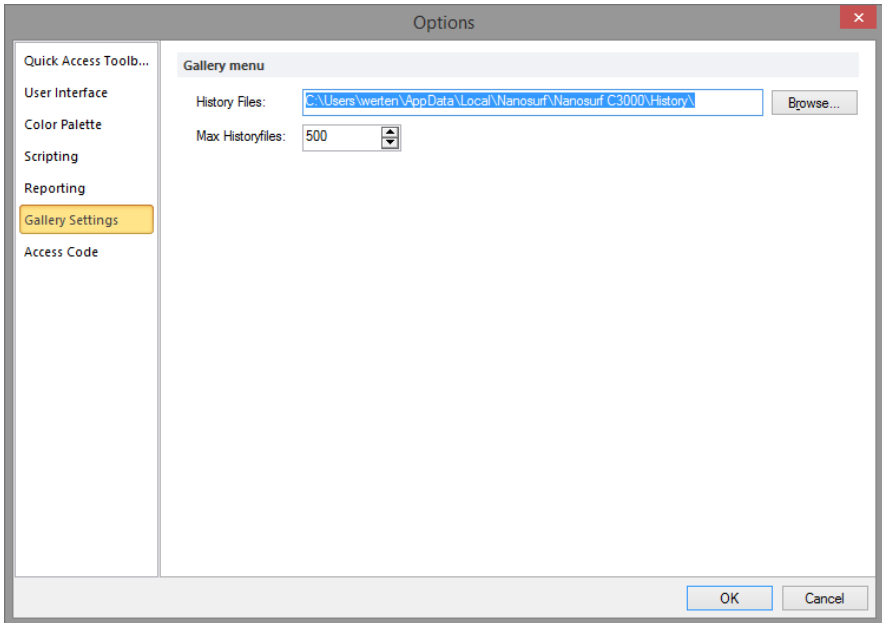 Options
Quick Access Toolb...
User Interface
Color Palette
Scripting
Reporting
Gallery Settings
Access Code
Gallery menu
History Files: C:\Users\werten\AppData\Local\Nanosurf\Nanosurf C3000\History\ Browse...
Max Historyfiles: 500
OK Cancel